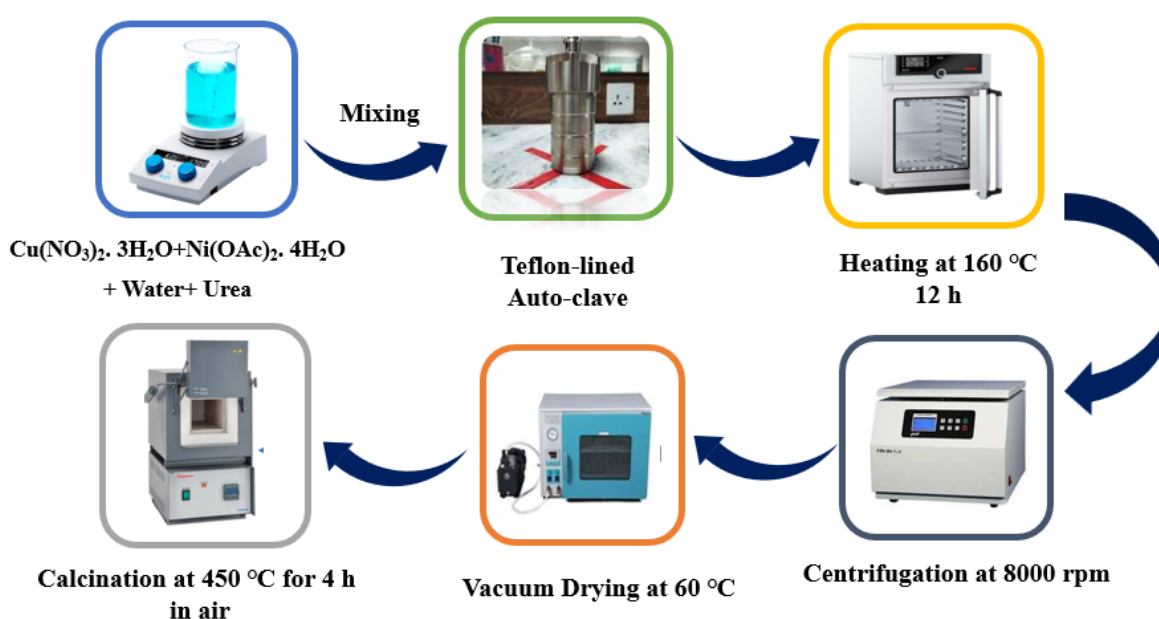 Mixing
Cu(NO₃)₂. 3H₂O+Ni(OAc)₂. 4H₂O
+ Water+ Urea
Teflon-lined
Auto-clave
Heating at 160 °C
12 h
Centrifugation at 8000 rpm
Vacuum Drying at 60 °C
Calcination at 450 °C for 4 h
in air